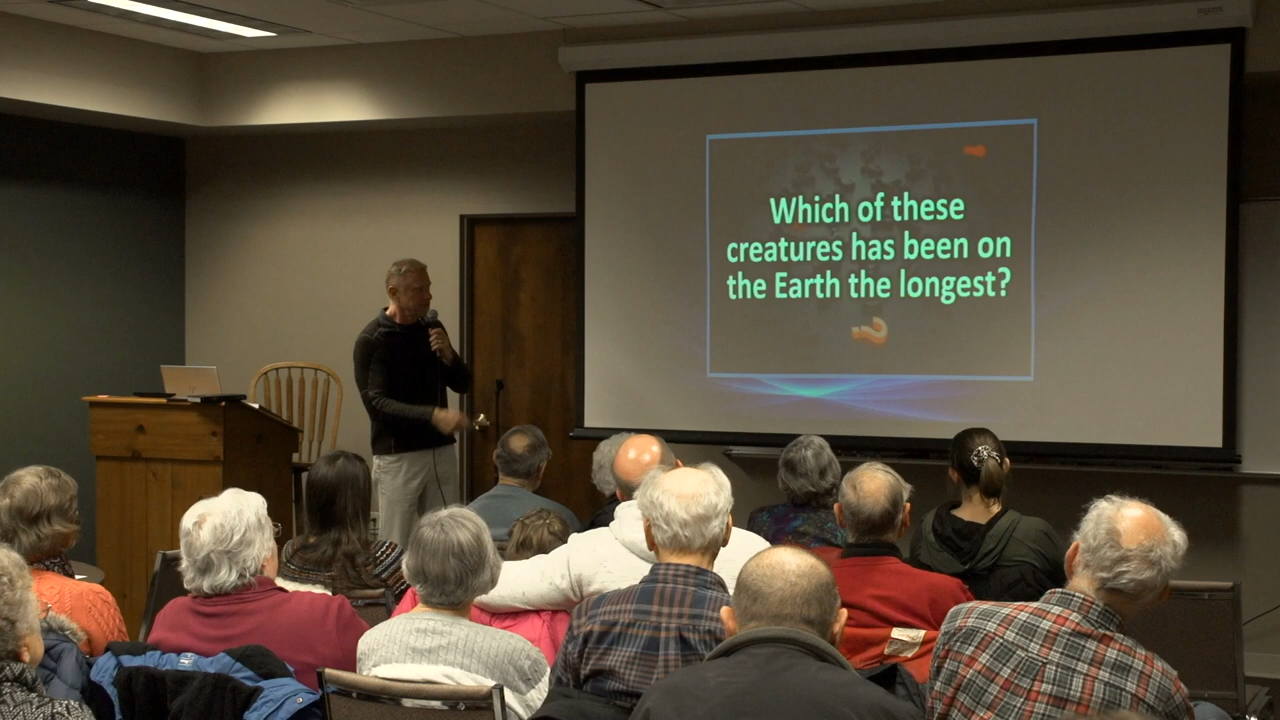 Which of these
creatures has been on
the Earth the longest?